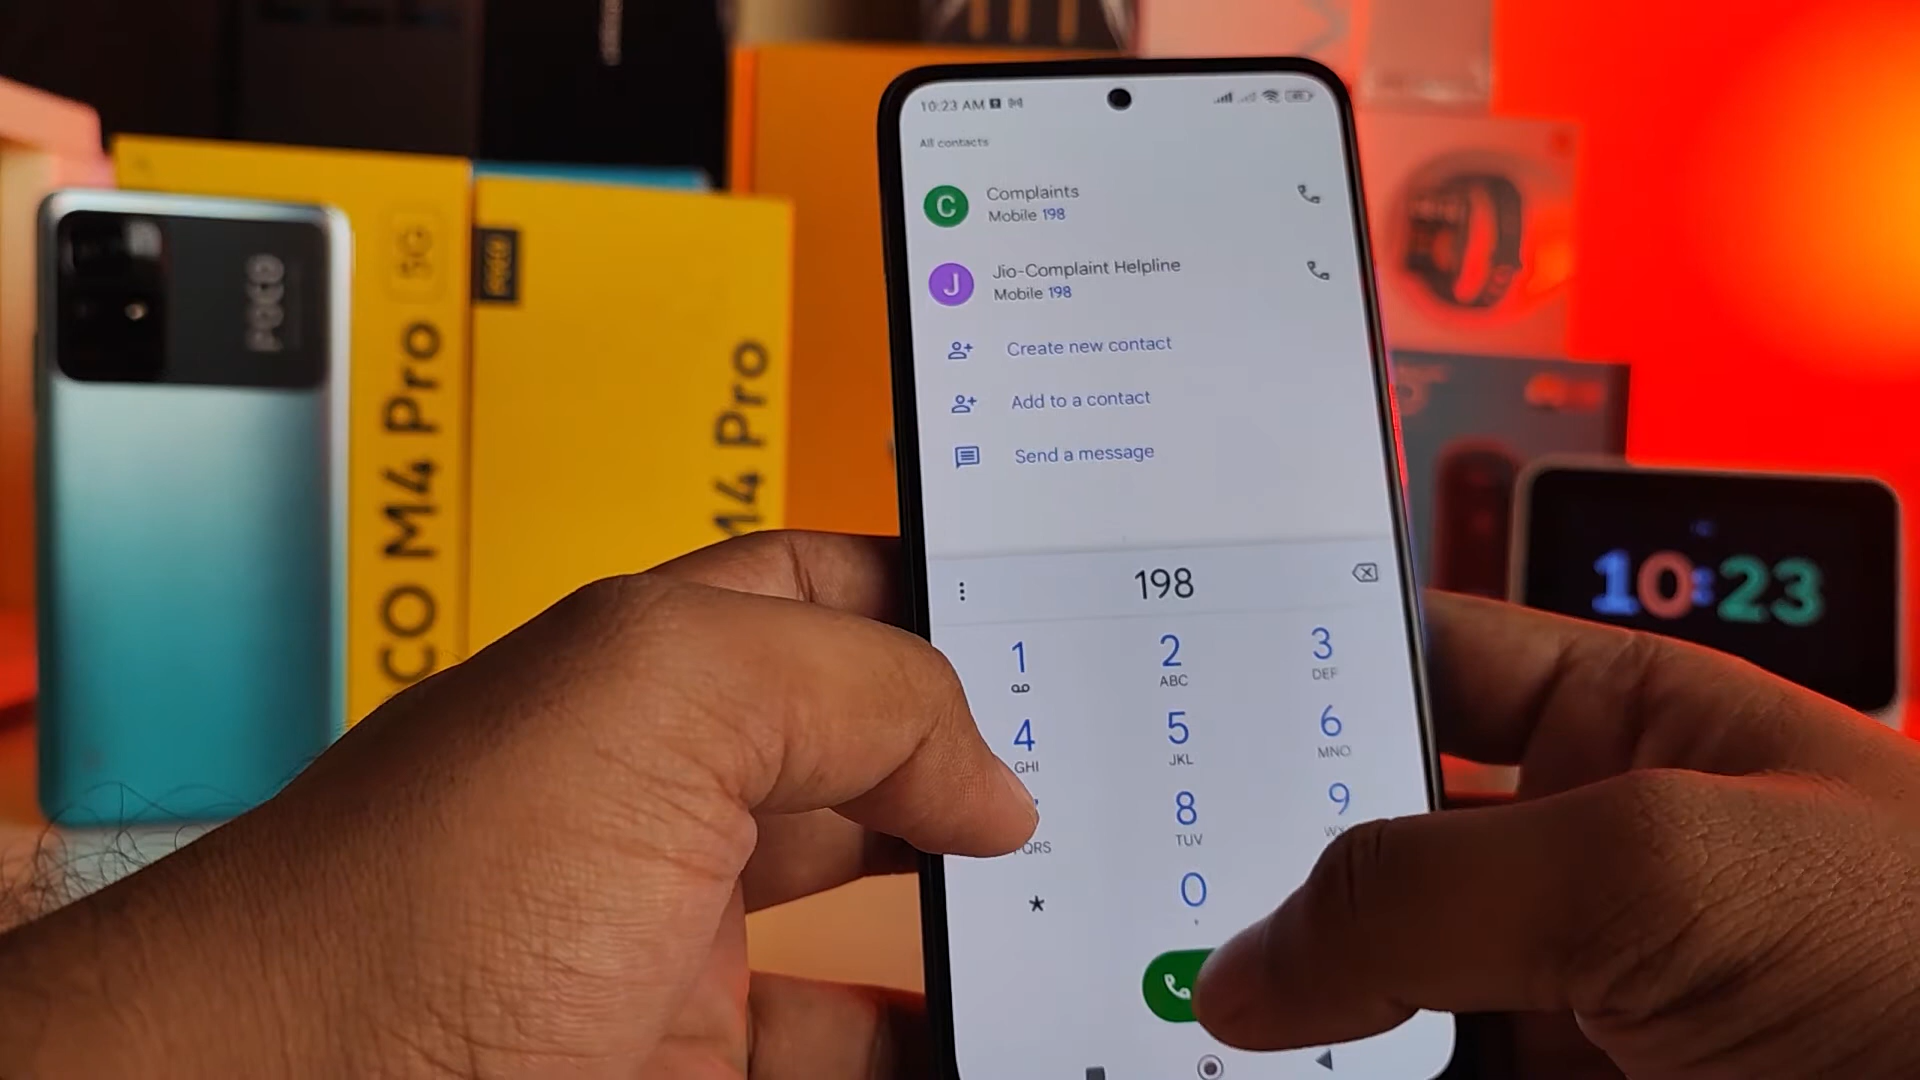 10:23 AM
All contacts
C
Complaints
Mobile 198
J
Jio-Complaint Helpline
Mobile 198
Create new contact
Add to a contact
Send a message
198
1
2
ABC
3
DEF
4
GHI
5
JKL
6
MNO
QRS
8
TUV
9
*
0
POCO
5G
CO M4 Pro
POCO
M4 Pro
10:23